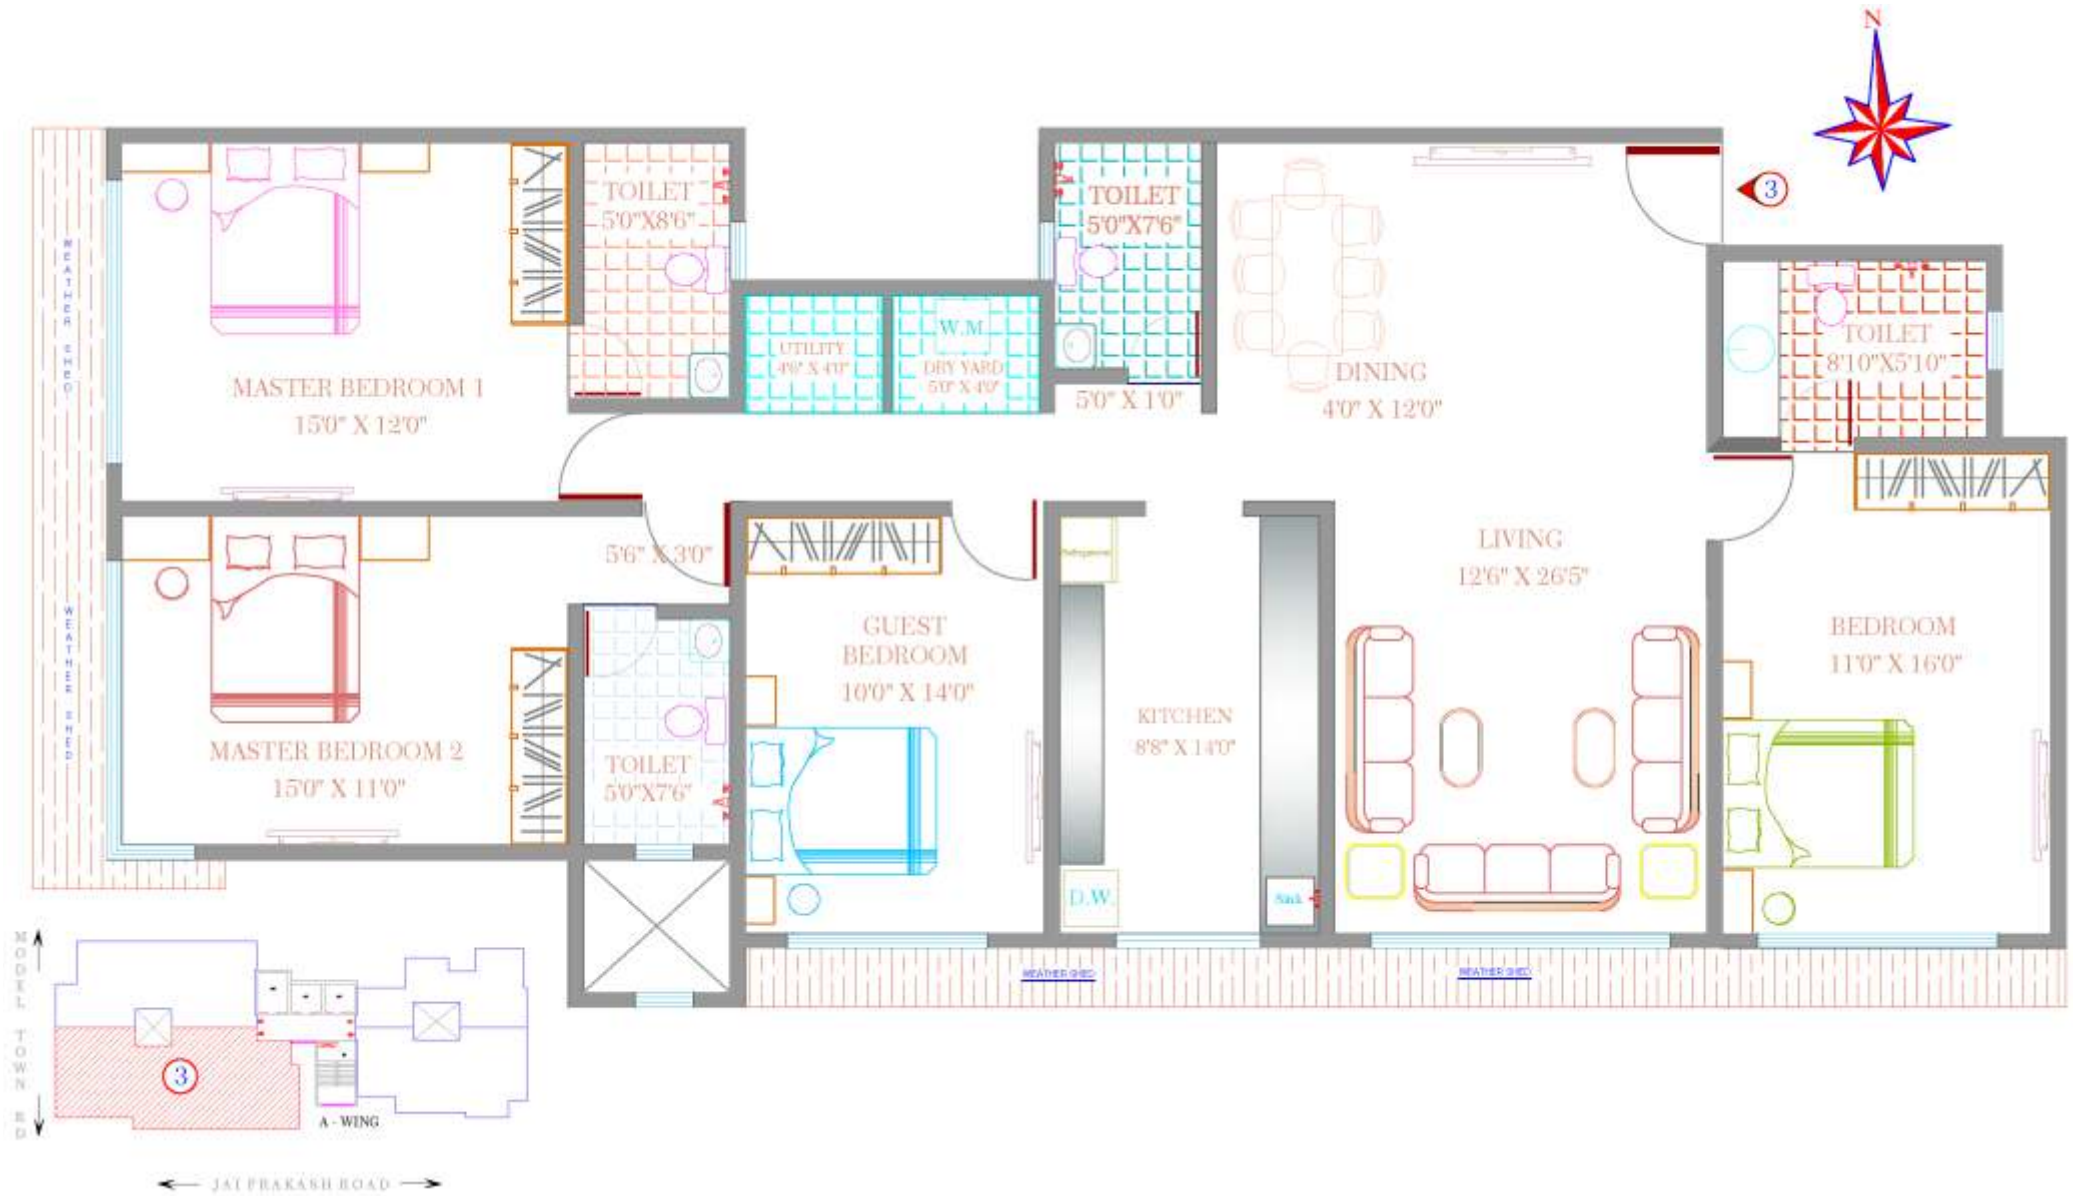 N
3
TOILET
5'0"X8'6"
TOILET
5'0"X7'6"
W.M
UTILITY
4'6" X 4'0"
DRY YARD
5'0" X 4'0"
5'0" X 1'0"
DINING
4'0" X 12'0"
TOILET
8'10"X5'10"
MASTER BEDROOM 1
15'0" X 12'0"
WEATHER SHED
WEATHER SHED
5'6" X 3'0"
Refrigerator
LIVING
12'6" X 26'5"
GUEST
BEDROOM
10'0" X 14'0"
BEDROOM
11'0" X 16'0"
KITCHEN
8'8" X 14'0"
MASTER BEDROOM 2
15'0" X 11'0"
TOILET
5'0"X7'6"
D.W.
Sink
WEATHER SHED
WEATHER SHED
MODEL TOWN RD
3
A - WING
JAI PRAKASH ROAD